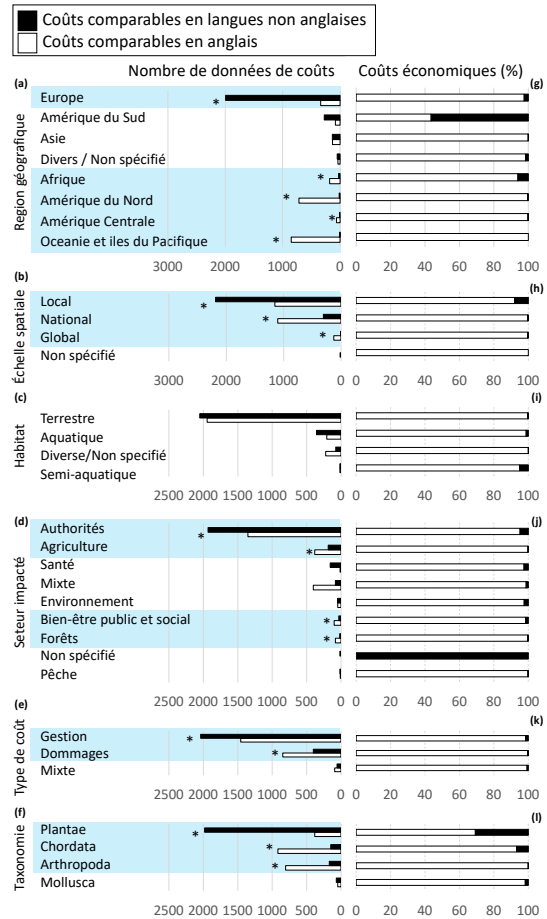 Coûts comparables en langues non anglaises
Coûts comparables en anglais
Nombre de données de coûts
Coûts économiques (%)
(a)
(g)
Region géografique
Europe
*
Amérique du Sud
Asie
Divers / Non spécifié
Afrique
*
Amérique du Nord
*
Amérique Centrale
*
Oceanie et iles du Pacifique
*
3000 2000 1000 0
0 20 40 60 80 100
(b)
(h)
Échelle spatiale
Local
*
National
*
Global
*
Non spécifié
3000 2000 1000 0
0 20 40 60 80 100
(c)
(i)
Habitat
Terrestre
Aquatique
Diverse/Non specifié
Semi-aquatique
2500 2000 1500 1000 500 0
0 20 40 60 80 100
(d)
(j)
Seteur impacté
Authorités
*
Agriculture
*
Santé
Mixte
Environnement
Bien-être public et social
*
Forêts
*
Non spécifié
Pêche
2500 2000 1500 1000 500 0
0 20 40 60 80 100
(e)
(k)
Type de coût
Gestion
*
Dommages
*
Mixte
2500 2000 1500 1000 500 0
0 20 40 60 80 100
(f)
(l)
Taxonomie
Plantae
*
Chordata
*
Arthropoda
*
Mollusca
2500 2000 1500 1000 500 0
0 20 40 60 80 100